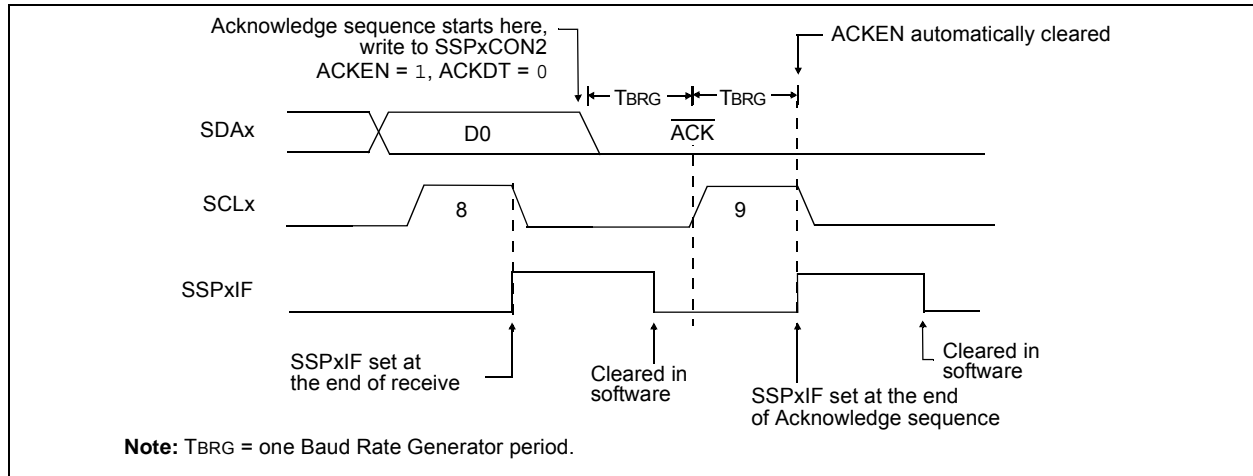 Acknowledge sequence starts here,
write to SSPxCON2
ACKEN = 1, ACKDT = 0
ACKEN automatically cleared
TBRG
TBRG
SDAx
D0
ACK
SCLx
8
9
SSPxIF
SSPxIF set at
the end of receive
Cleared in
software
SSPxIF set at the end
of Acknowledge sequence
Cleared in
software
Note: TBRG = one Baud Rate Generator period.